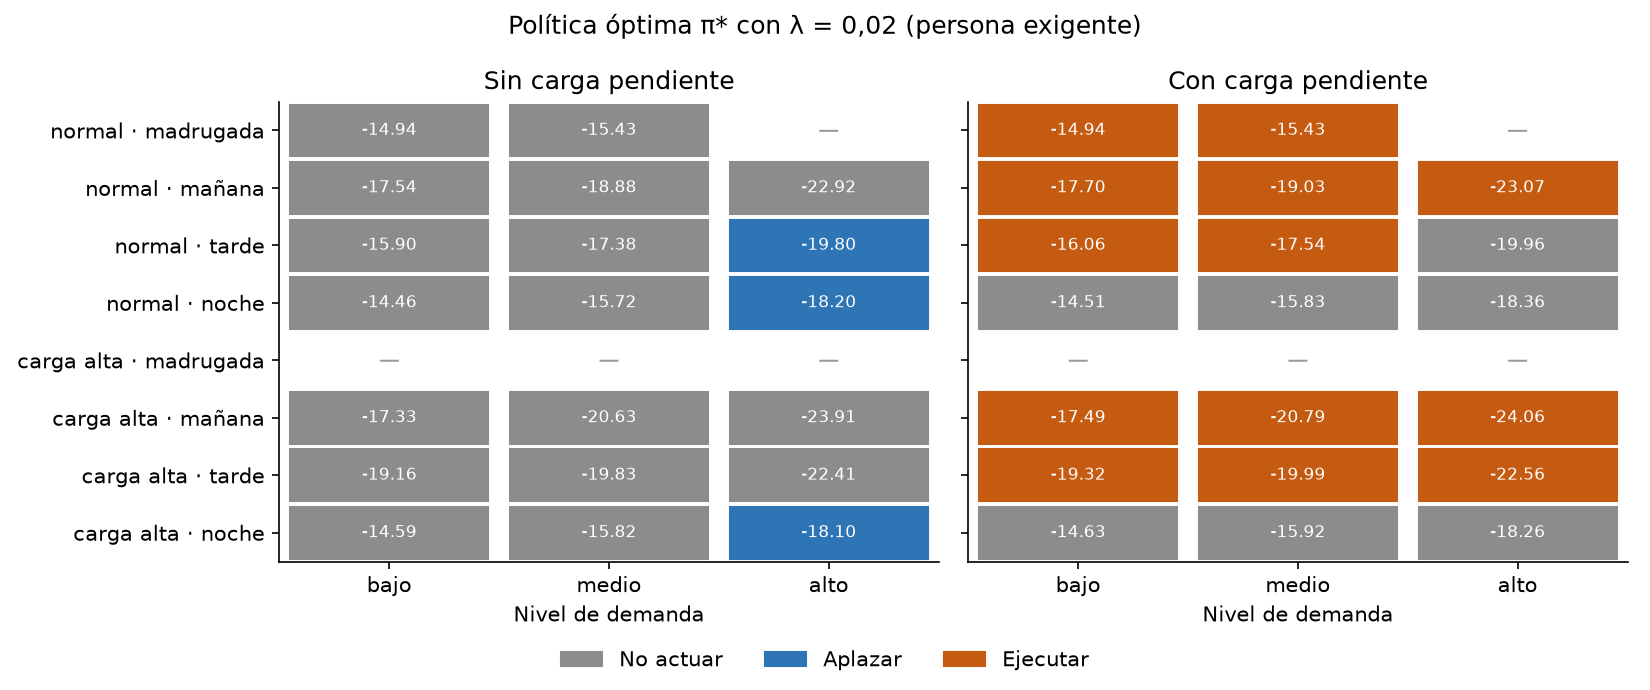 Política óptima π* con λ = 0,02 (persona exigente)
Sin carga pendiente
Con carga pendiente
normal · madrugada -14.94 -15.43 — -14.94 -15.43 —
normal · mañana -17.54 -18.88 -22.92 -17.70 -19.03 -23.07
normal · tarde -15.90 -17.38 -19.80 -16.06 -17.54 -19.96
normal · noche -14.46 -15.72 -18.20 -14.51 -15.83 -18.36
carga alta · madrugada — — — — — —
carga alta · mañana -17.33 -20.63 -23.91 -17.49 -20.79 -24.06
carga alta · tarde -19.16 -19.83 -22.41 -19.32 -19.99 -22.56
carga alta · noche -14.59 -15.82 -18.10 -14.63 -15.92 -18.26
bajo medio alto bajo medio alto
Nivel de demanda Nivel de demanda
No actuar Aplazar Ejecutar